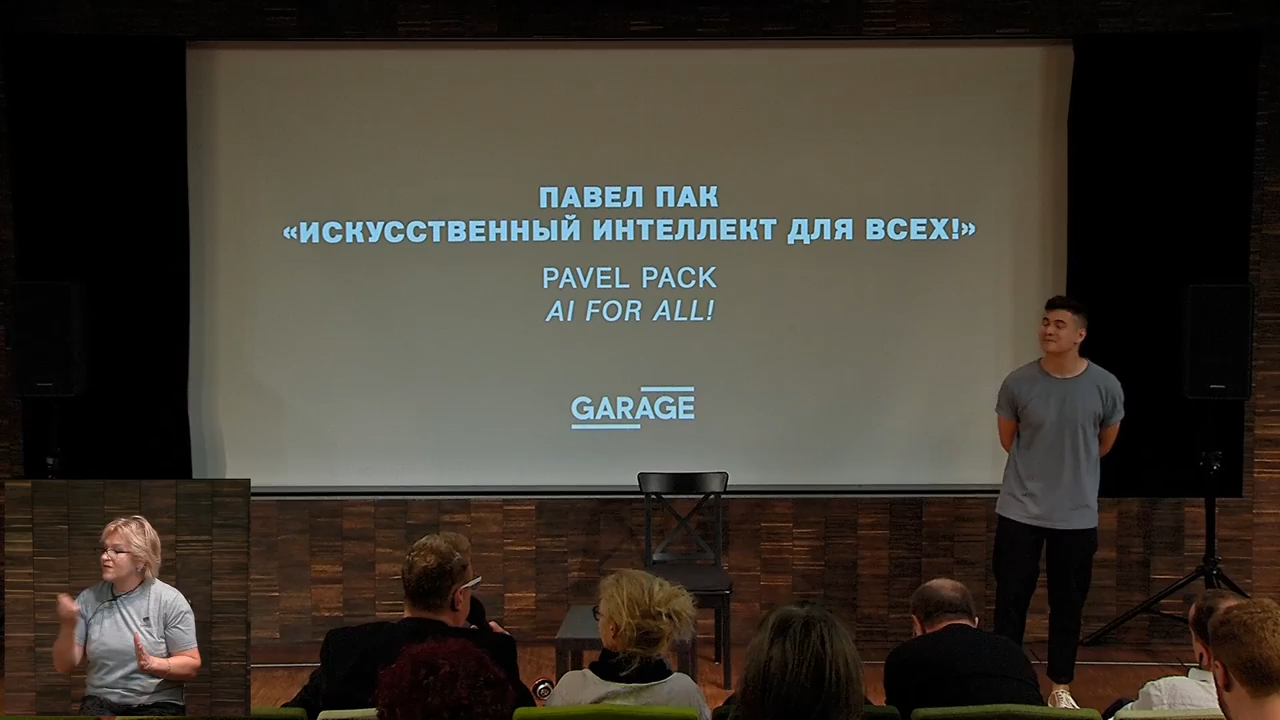 ПАВЕЛ ПАК
«ИСКУССТВЕННЫЙ ИНТЕЛЛЕКТ ДЛЯ ВСЕХ!»
PAVEL PACK
AI FOR ALL!
GARAGE